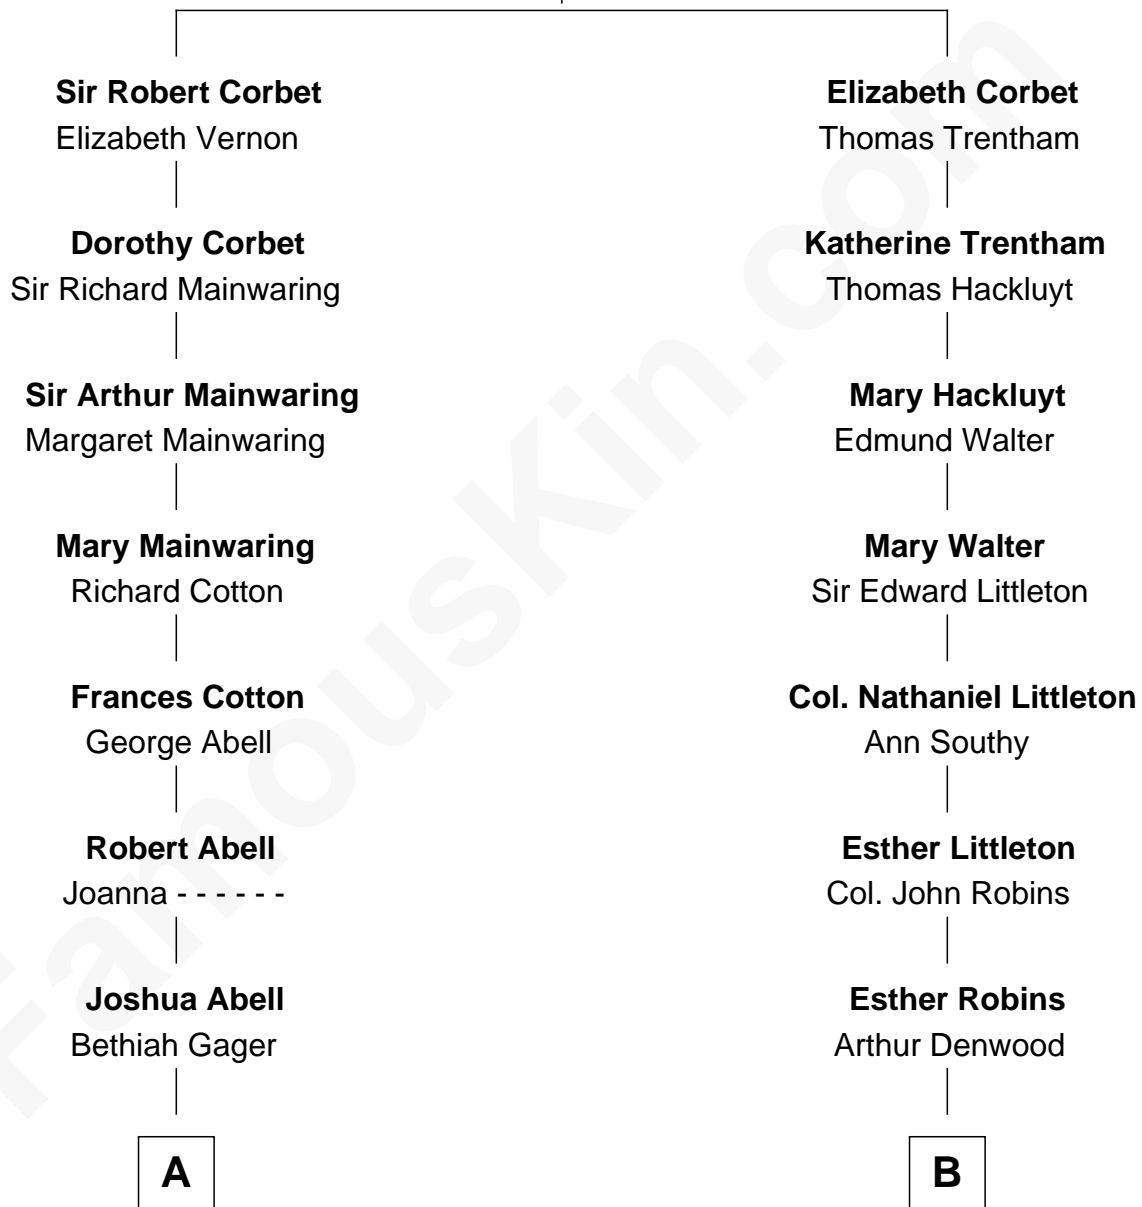 Sir Robert Corbet
Elizabeth Vernon
Dorothy Corbet
Sir Richard Mainwaring
Sir Arthur Mainwaring
Margaret Mainwaring
Mary Mainwaring
Richard Cotton
Frances Cotton
George Abell
Robert Abell
Joanna - - - - - -
Joshua Abell
Bethiah Gager
A
Elizabeth Corbet
Thomas Trentham
Katherine Trentham
Thomas Hackluyt
Mary Hackluyt
Edmund Walter
Mary Walter
Sir Edward Littleton
Col. Nathaniel Littleton
Ann Southy
Esther Littleton
Col. John Robins
Esther Robins
Arthur Denwood
B
FamousKin.com